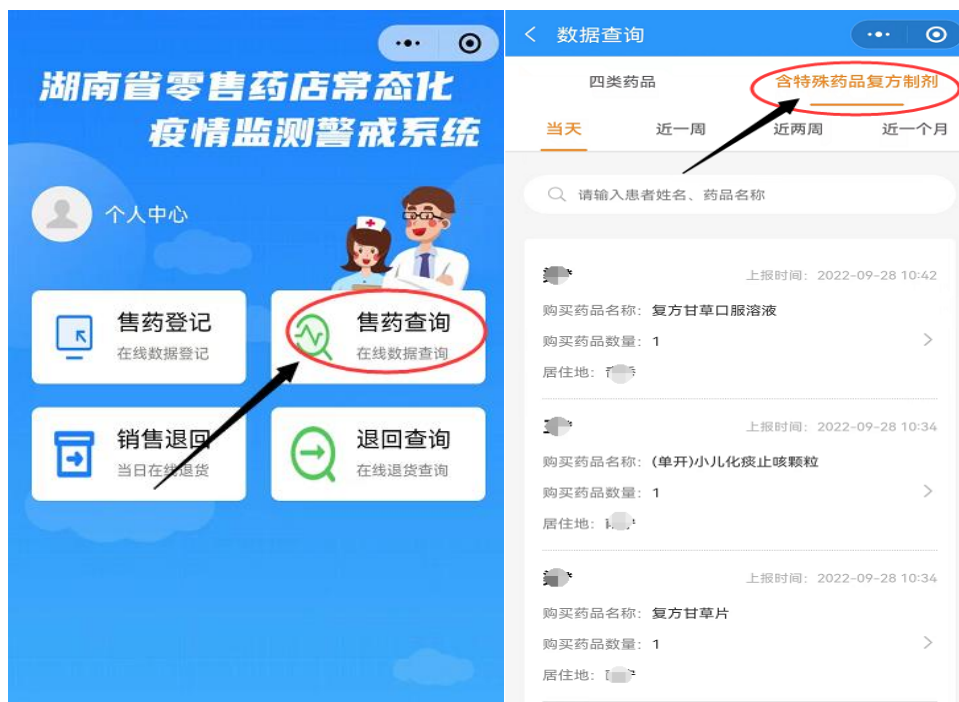 湖南省零售药店常态化
疫情监测警戒系统
个人中心
售药登记
在线数据登记
售药查询
在线数据查询
销售退回
当日在线退货
退回查询
在线退货查询
数据查询
四类药品
含特殊药品复方制剂
当天
近一周
近两周
近一个月
请输入患者姓名、药品名称
上报时间：2022-09-28 10:42
购买药品名称：复方甘草口服溶液
购买药品数量：1
居住地：
上报时间：2022-09-28 10:34
购买药品名称：(单开)小儿化痰止咳颗粒
购买药品数量：1
居住地：
上报时间：2022-09-28 10:34
购买药品名称：复方甘草片
购买药品数量：1
居住地：